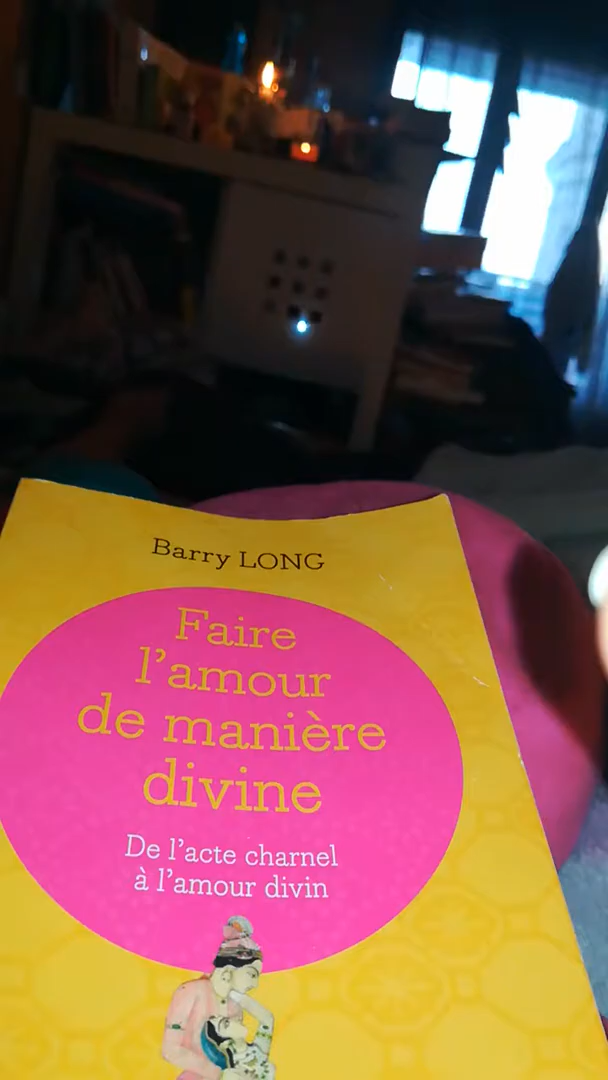 Barry LONG
Faire
l'amour
de manière
divine
De l'acte charnel
à l'amour divin